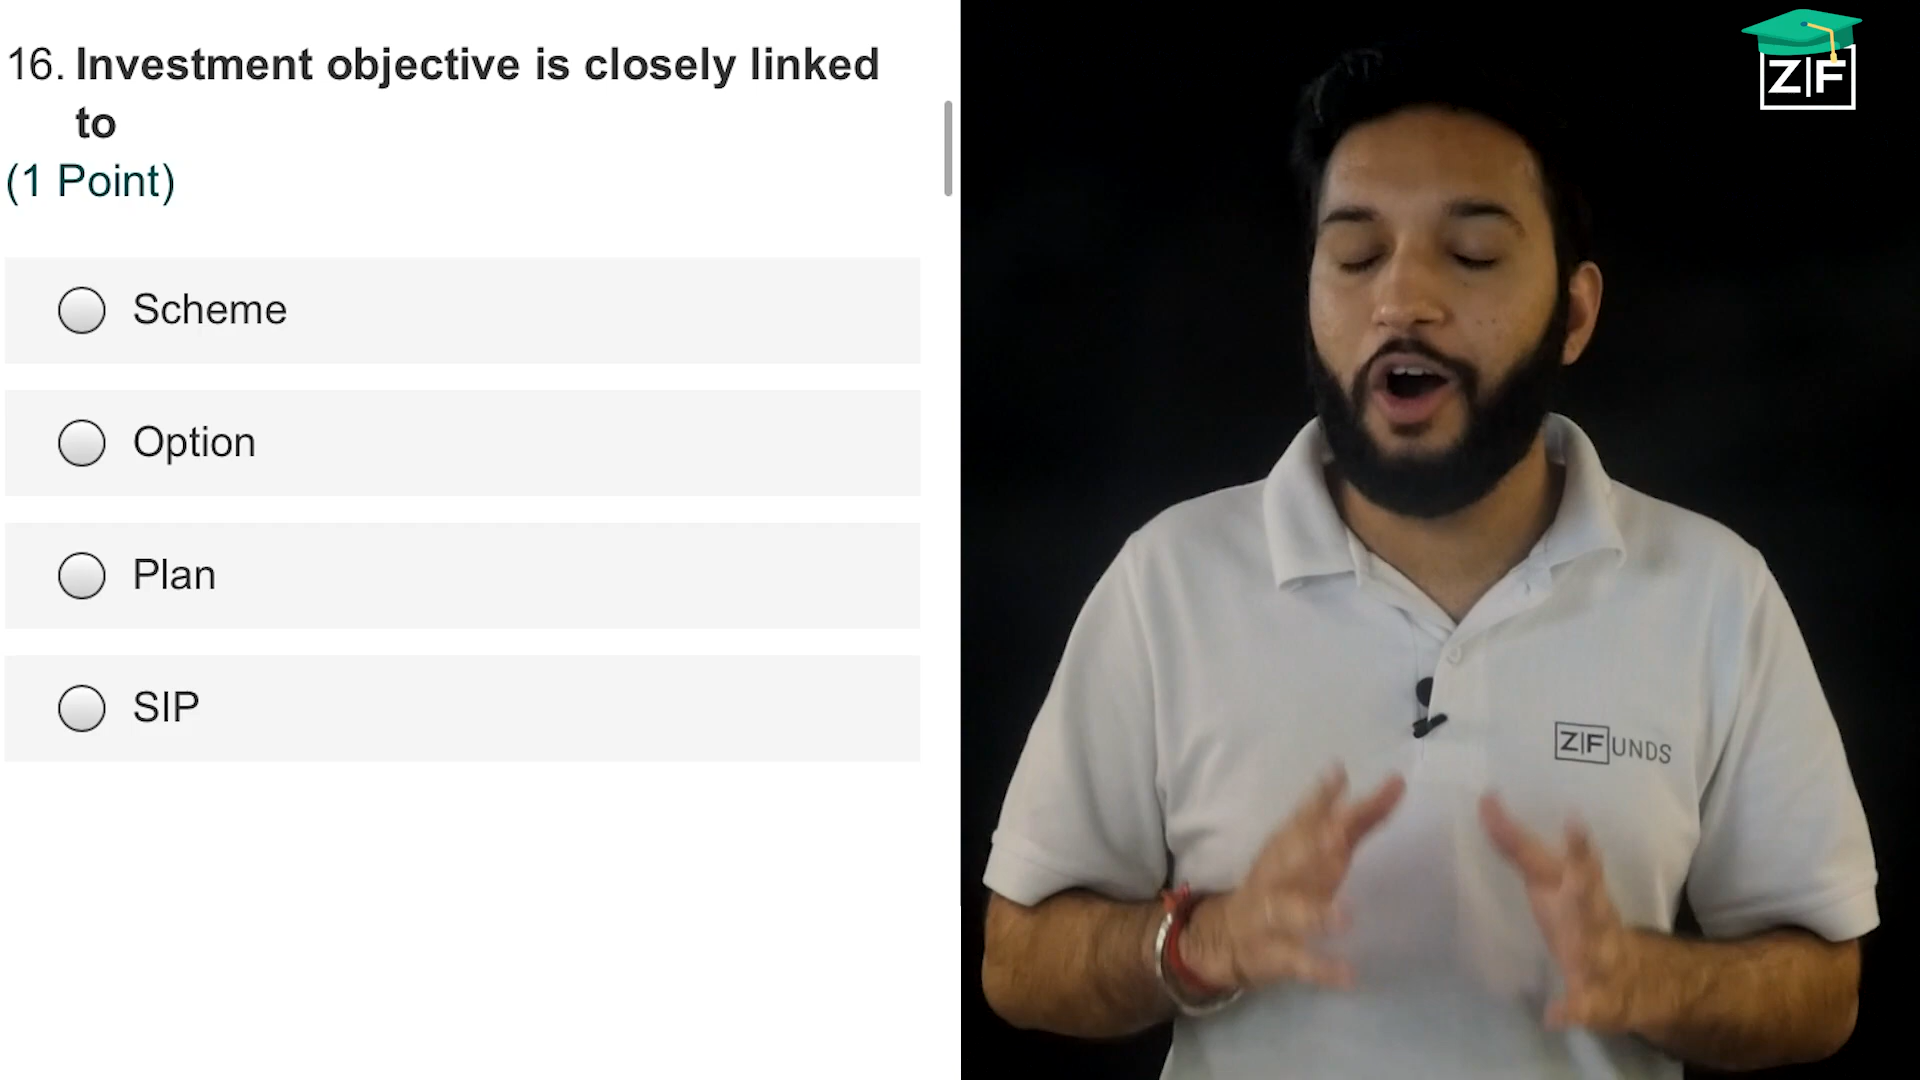 16. Investment objective is closely linked
to
(1 Point)
Scheme
Option
Plan
SIP
Z|F
Z|FUNDS